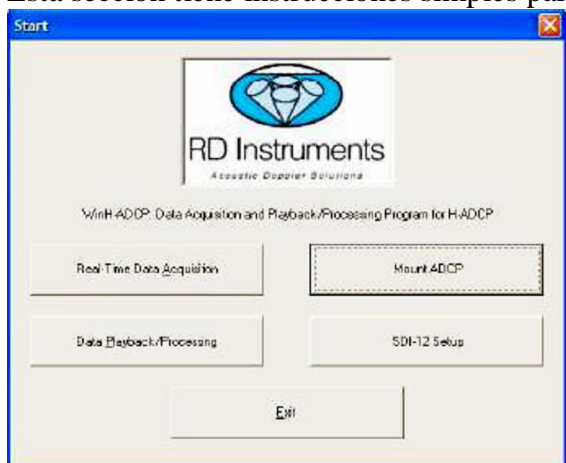 Esta sección tiene instrucciones simples par
Start
RD Instruments
Acoustic Doppler Solutions
WinH-ADCP: Data Acquisition and Playback/Processing Program for H-ADCP
Real-Time Data Acquisition
Mount ADCP
Data Playback/Processing
SDI-12 Setup
Exit